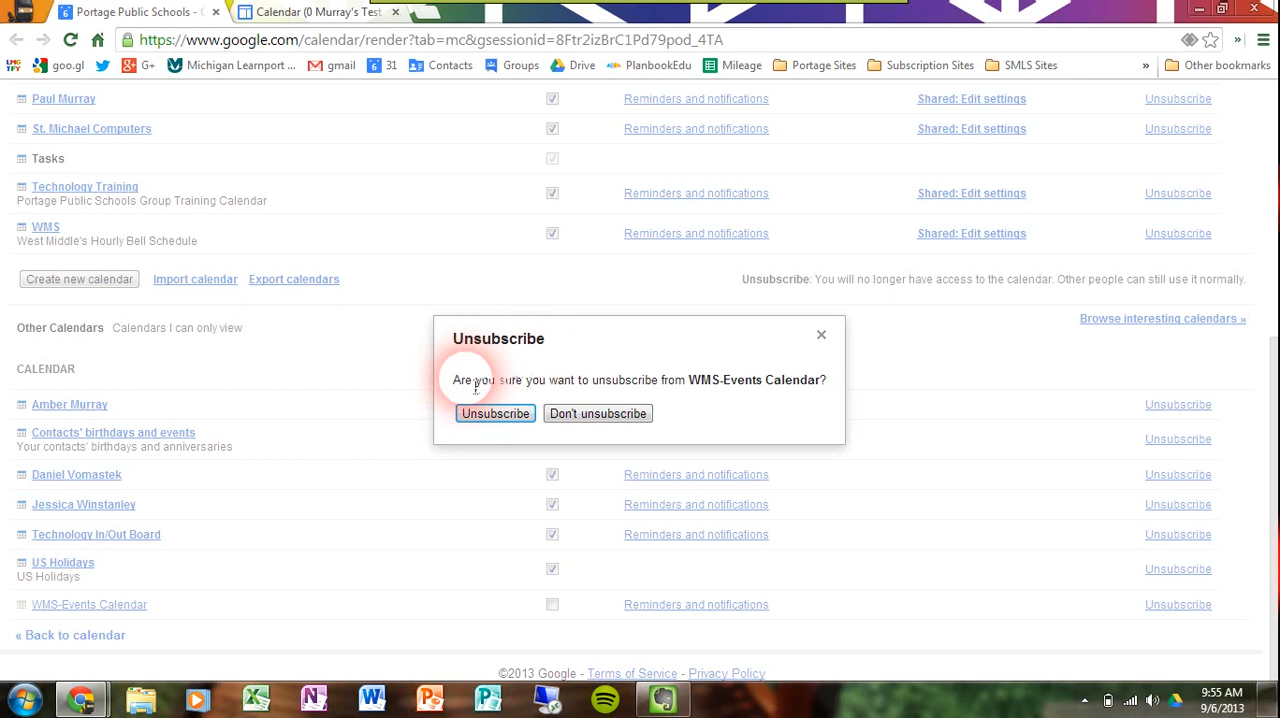 Portage Public Schools -
Calendar (0 Murray's Test
https://www.google.com/calendar/render?tab=mc&gsessionid=8Ftr2izBrC1Pd79pod_4TA
LMG TFY goo.gl G+ Michigan Learnport ... gmail 31 Contacts Groups Drive PlanbookEdu Mileage Portage Sites Subscription Sites SMLS Sites » Other bookmarks
Paul Murray Reminders and notifications Shared: Edit settings Unsubscribe
St. Michael Computers Reminders and notifications Shared: Edit settings Unsubscribe
Tasks
Technology Training Reminders and notifications Shared: Edit settings Unsubscribe
Portage Public Schools Group Training Calendar
WMS Reminders and notifications Shared: Edit settings Unsubscribe
West Middle's Hourly Bell Schedule
Create new calendar Import calendar Export calendars Unsubscribe: You will no longer have access to the calendar. Other people can still use it normally.
Other Calendars Calendars I can only view Browse interesting calendars »
Unsubscribe
Are you sure you want to unsubscribe from WMS-Events Calendar?
Unsubscribe Don't unsubscribe
CALENDAR
Amber Murray Unsubscribe
Contacts' birthdays and events Unsubscribe
Your contacts' birthdays and anniversaries
Daniel Vomastek Reminders and notifications Unsubscribe
Jessica Winstanley Reminders and notifications Unsubscribe
Technology In/Out Board Reminders and notifications Unsubscribe
US Holidays Unsubscribe
US Holidays
WMS-Events Calendar Reminders and notifications Unsubscribe
« Back to calendar
©2013 Google - Terms of Service - Privacy Policy
9:55 AM
9/6/2013